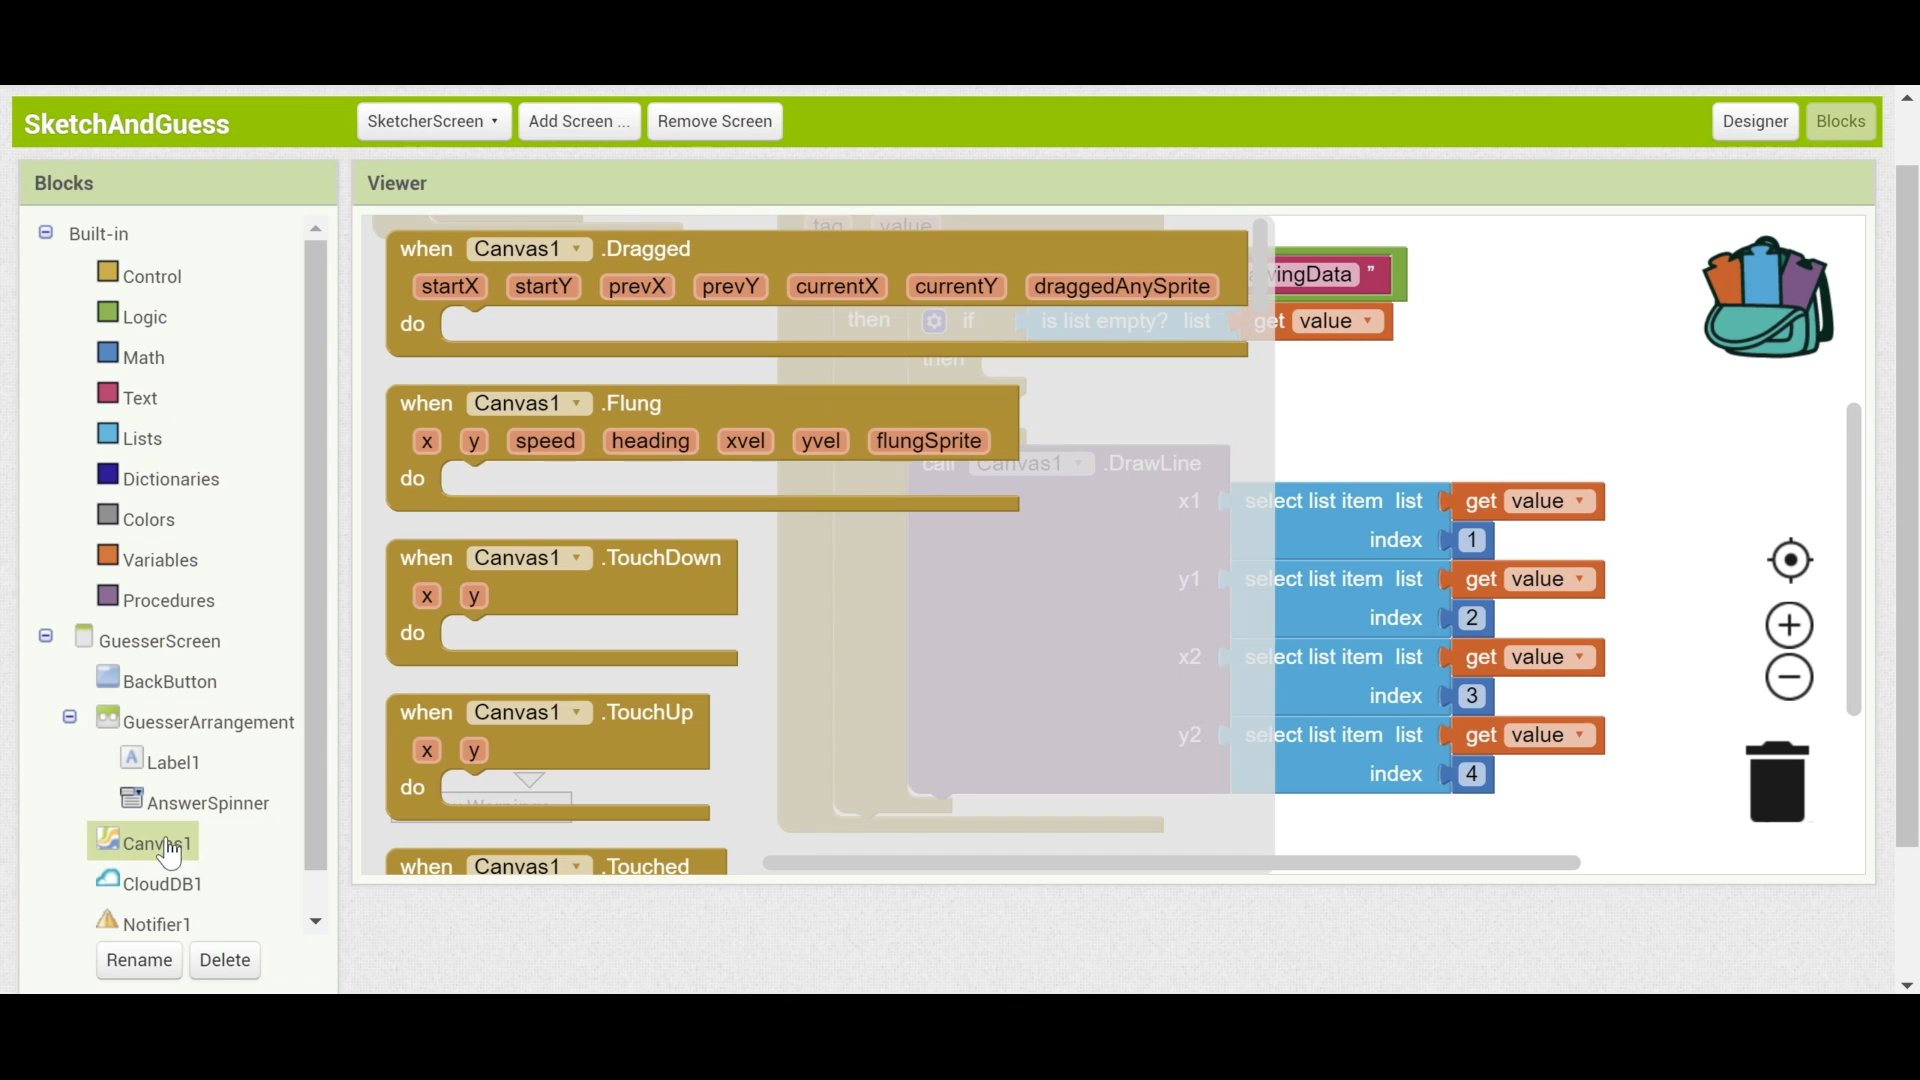 SketchAndGuess
SketcherScreen
Add Screen ...
Remove Screen
Designer
Blocks
Blocks
Viewer
Built-in
Control
Logic
Math
Text
Lists
Dictionaries
Colors
Variables
Procedures
GuesserScreen
BackButton
GuesserArrangement
Label1
AnswerSpinner
Canvas1
CloudDB1
Notifier1
Rename
Delete
when Canvas1 .Dragged
startX startY prevX prevY currentX currentY draggedAnySprite
do
when Canvas1 .Flung
x y speed heading xvel yvel flungSprite
do
when Canvas1 .TouchDown
x y
do
when Canvas1 .TouchUp
x y
do
when Canvas1 .Touched
tag value
"
then if is list empty? list get value
then
call Canvas1 .DrawLine
x1 select list item list get value
index 1
y1 select list item list get value
index 2
x2 select list item list get value
index 3
y2 select list item list get value
index 4